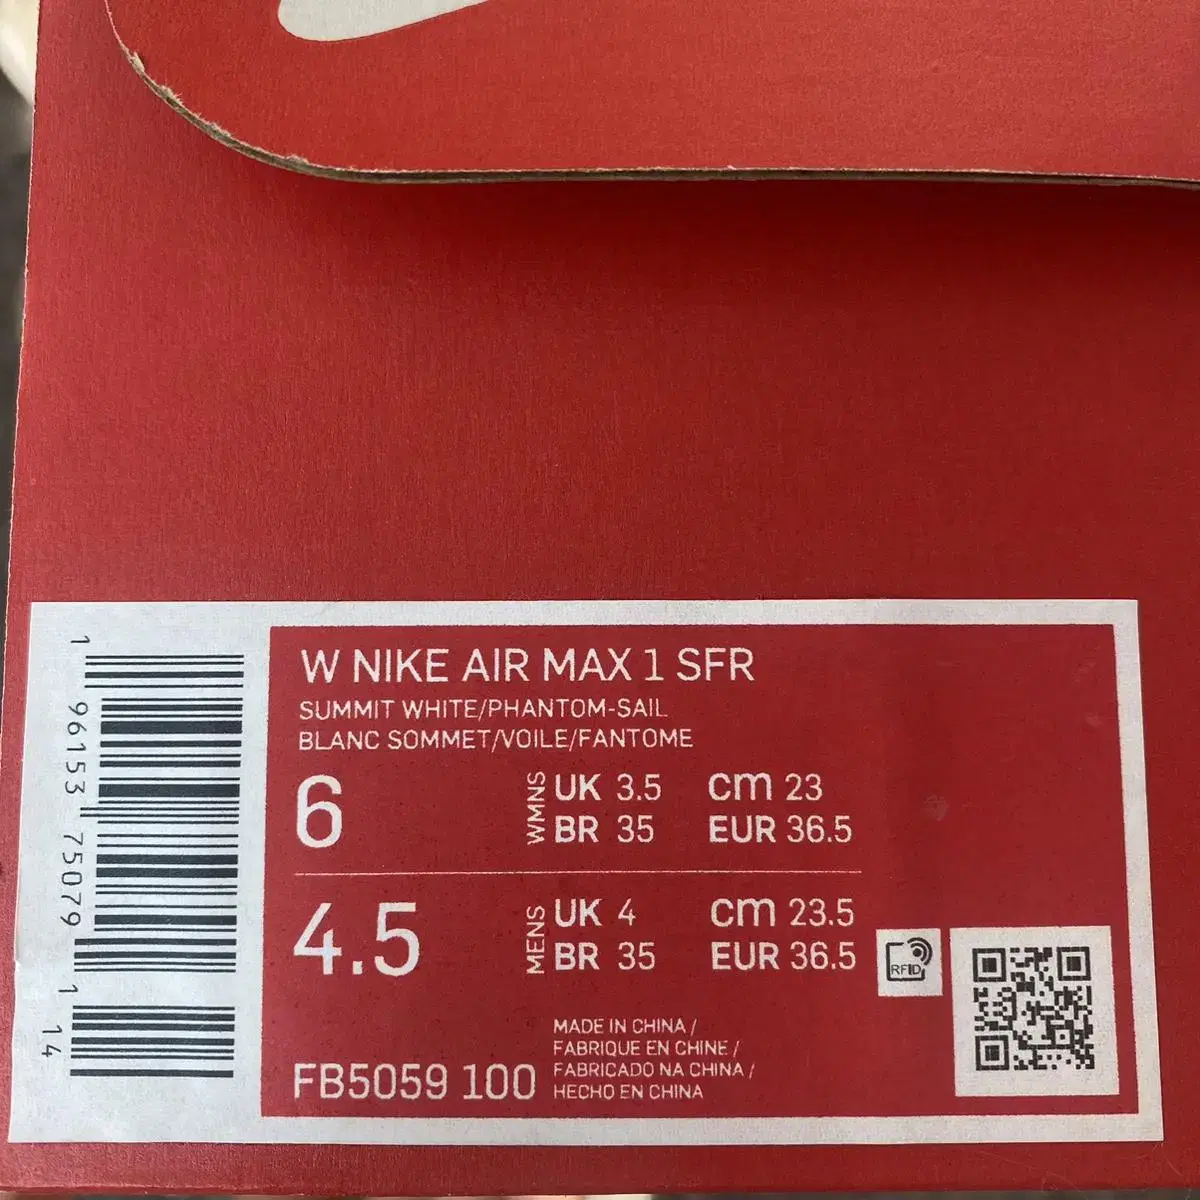 W NIKE AIR MAX 1 SFR
SUMMIT WHITE/PHANTOM-SAIL
BLANC SOMMET/VOILE/FANTOME
6
WMNS
UK 3.5 cm 23
BR 35 EUR 36.5
4.5
MENS
UK 4 cm 23.5
BR 35 EUR 36.5
RFID
FB5059 100
MADE IN CHINA /
FABRIQUE EN CHINE /
FABRICADO NA CHINA /
HECHO EN CHINA
1 96153 75079 1 14